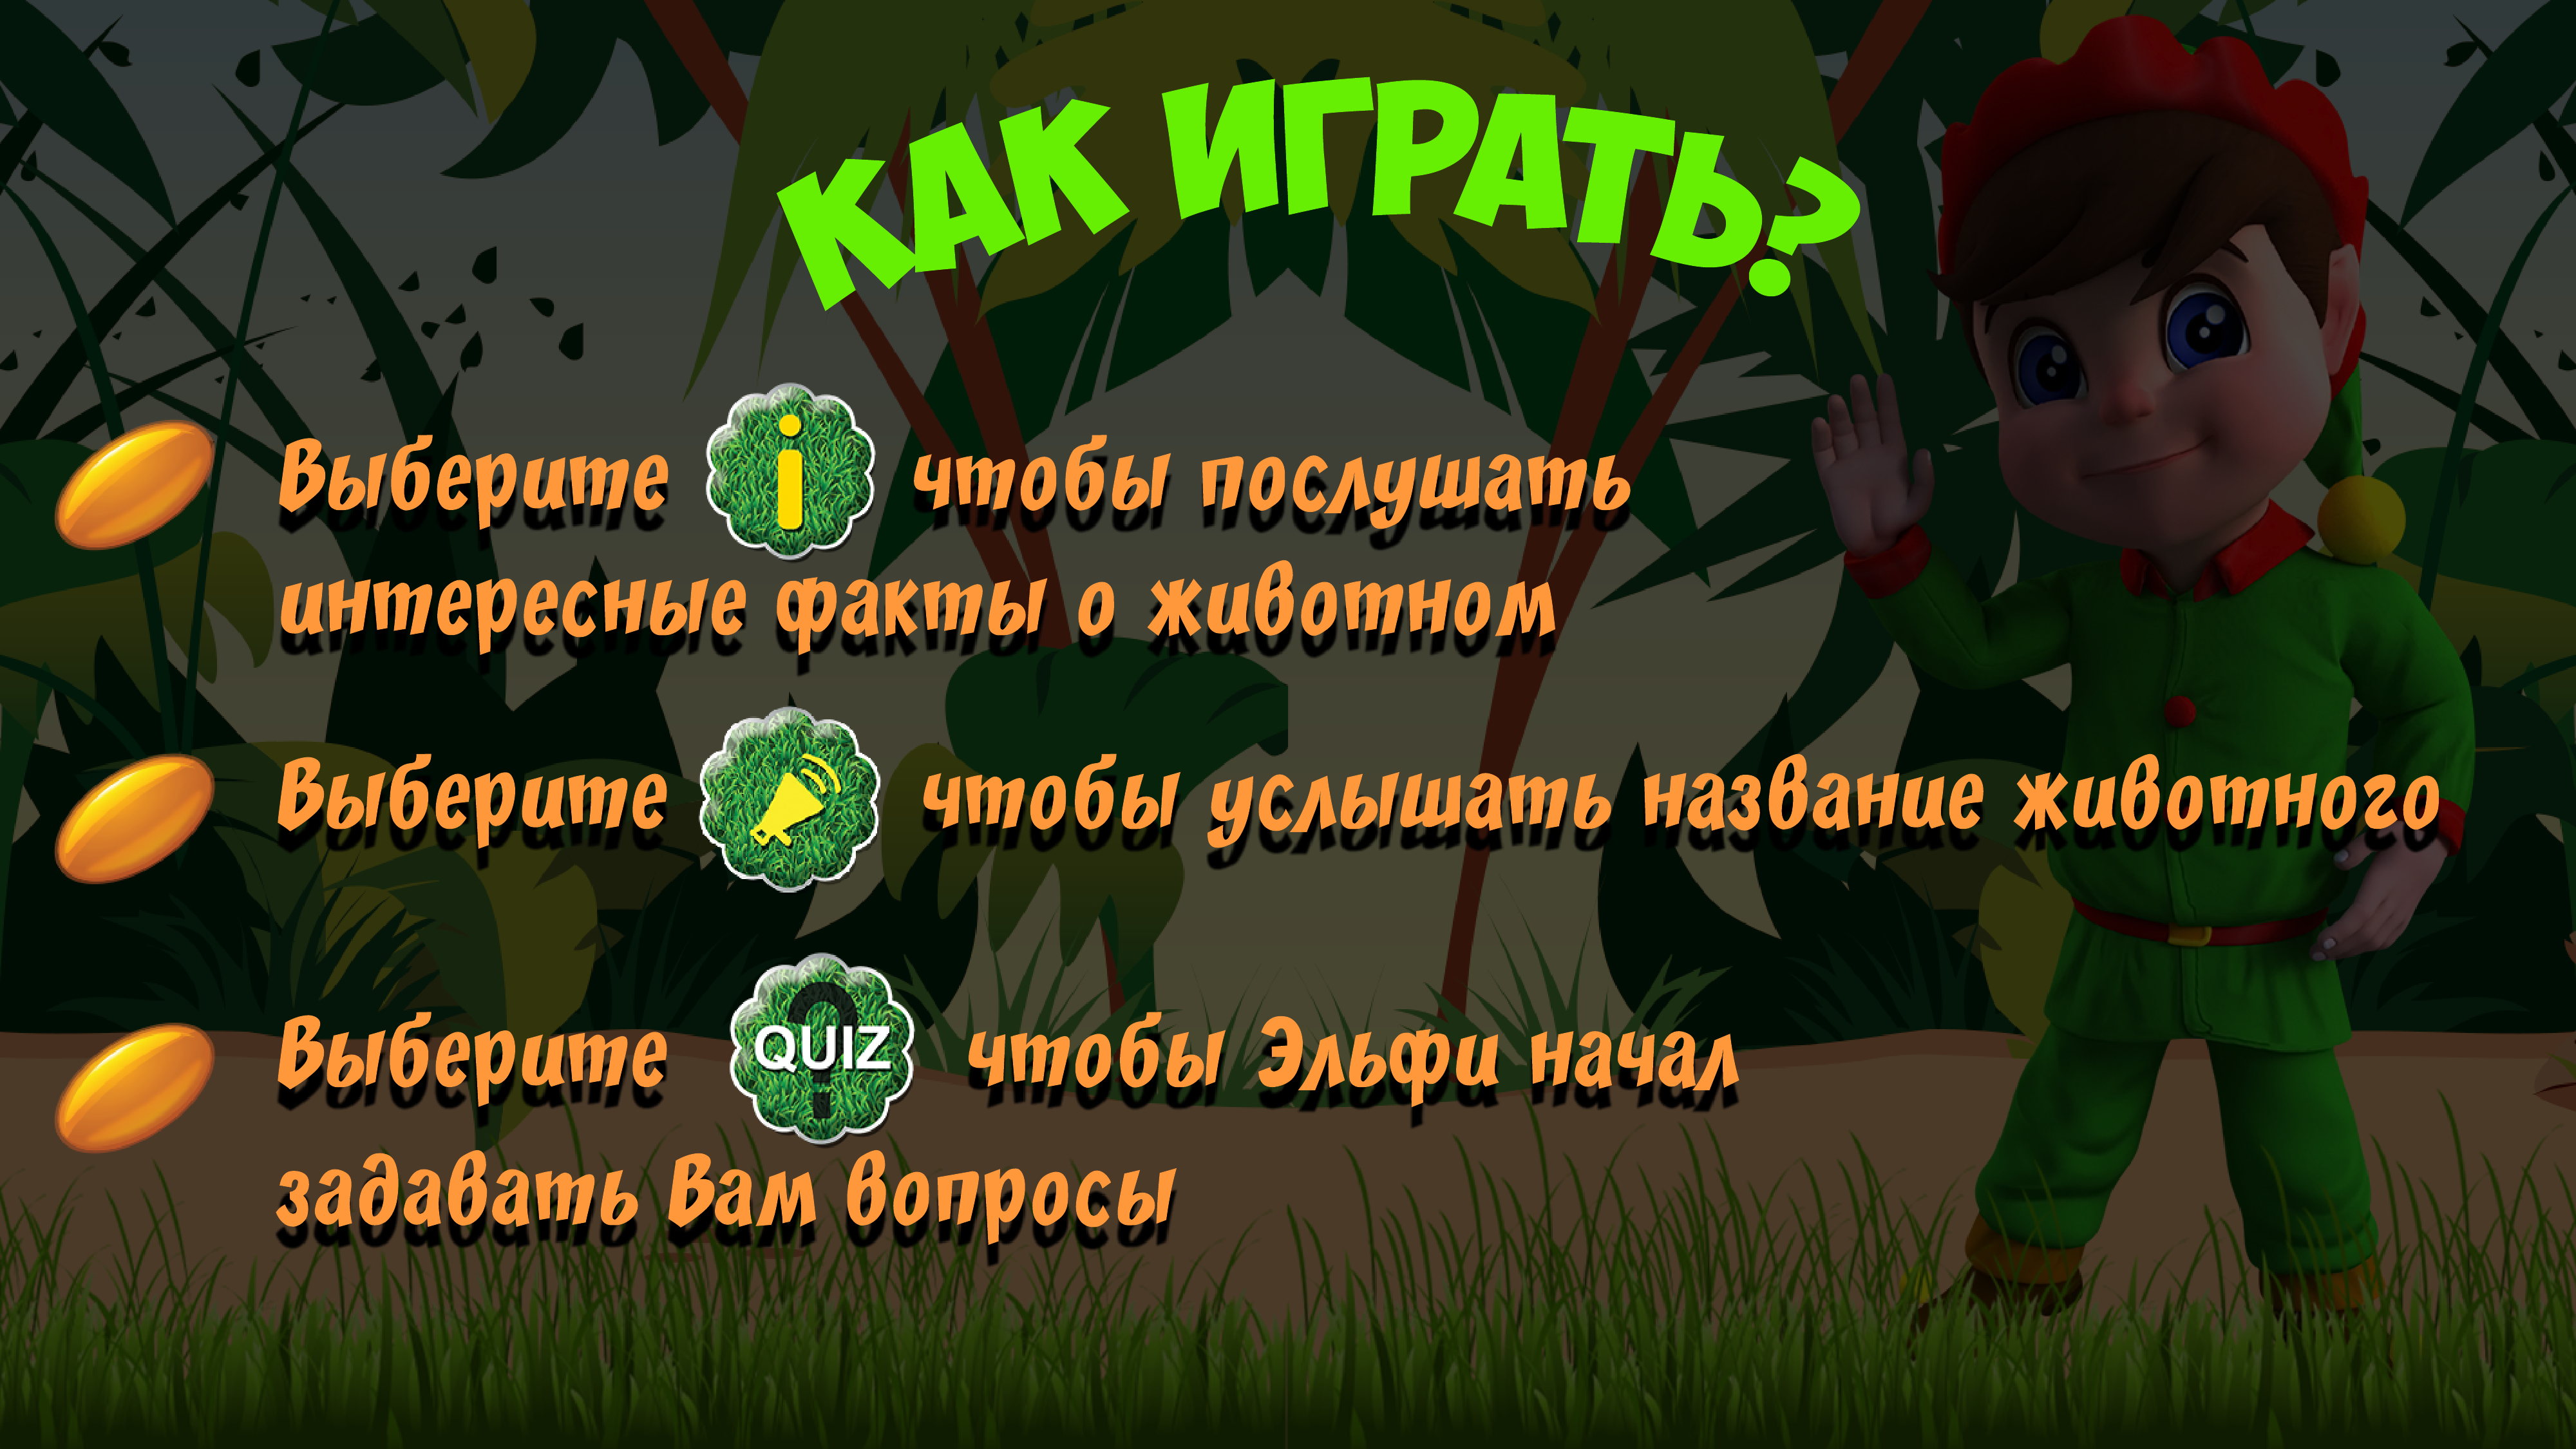 КАК ИГРАТЬ?
Выберите i чтобы послушать
интересные факты о животном
Выберите чтобы услышать название животного
Выберите ? QUIZ чтобы Эльфи начал
задавать Вам вопросы